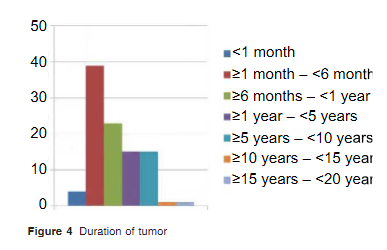 50
40
30
20
10
0
<1 month
≥1 month – <6 month
≥6 months – <1 year
≥1 year – <5 years
≥5 years – <10 years
≥10 years – <15 year
≥15 years – <20 year
Figure 4 Duration of tumor